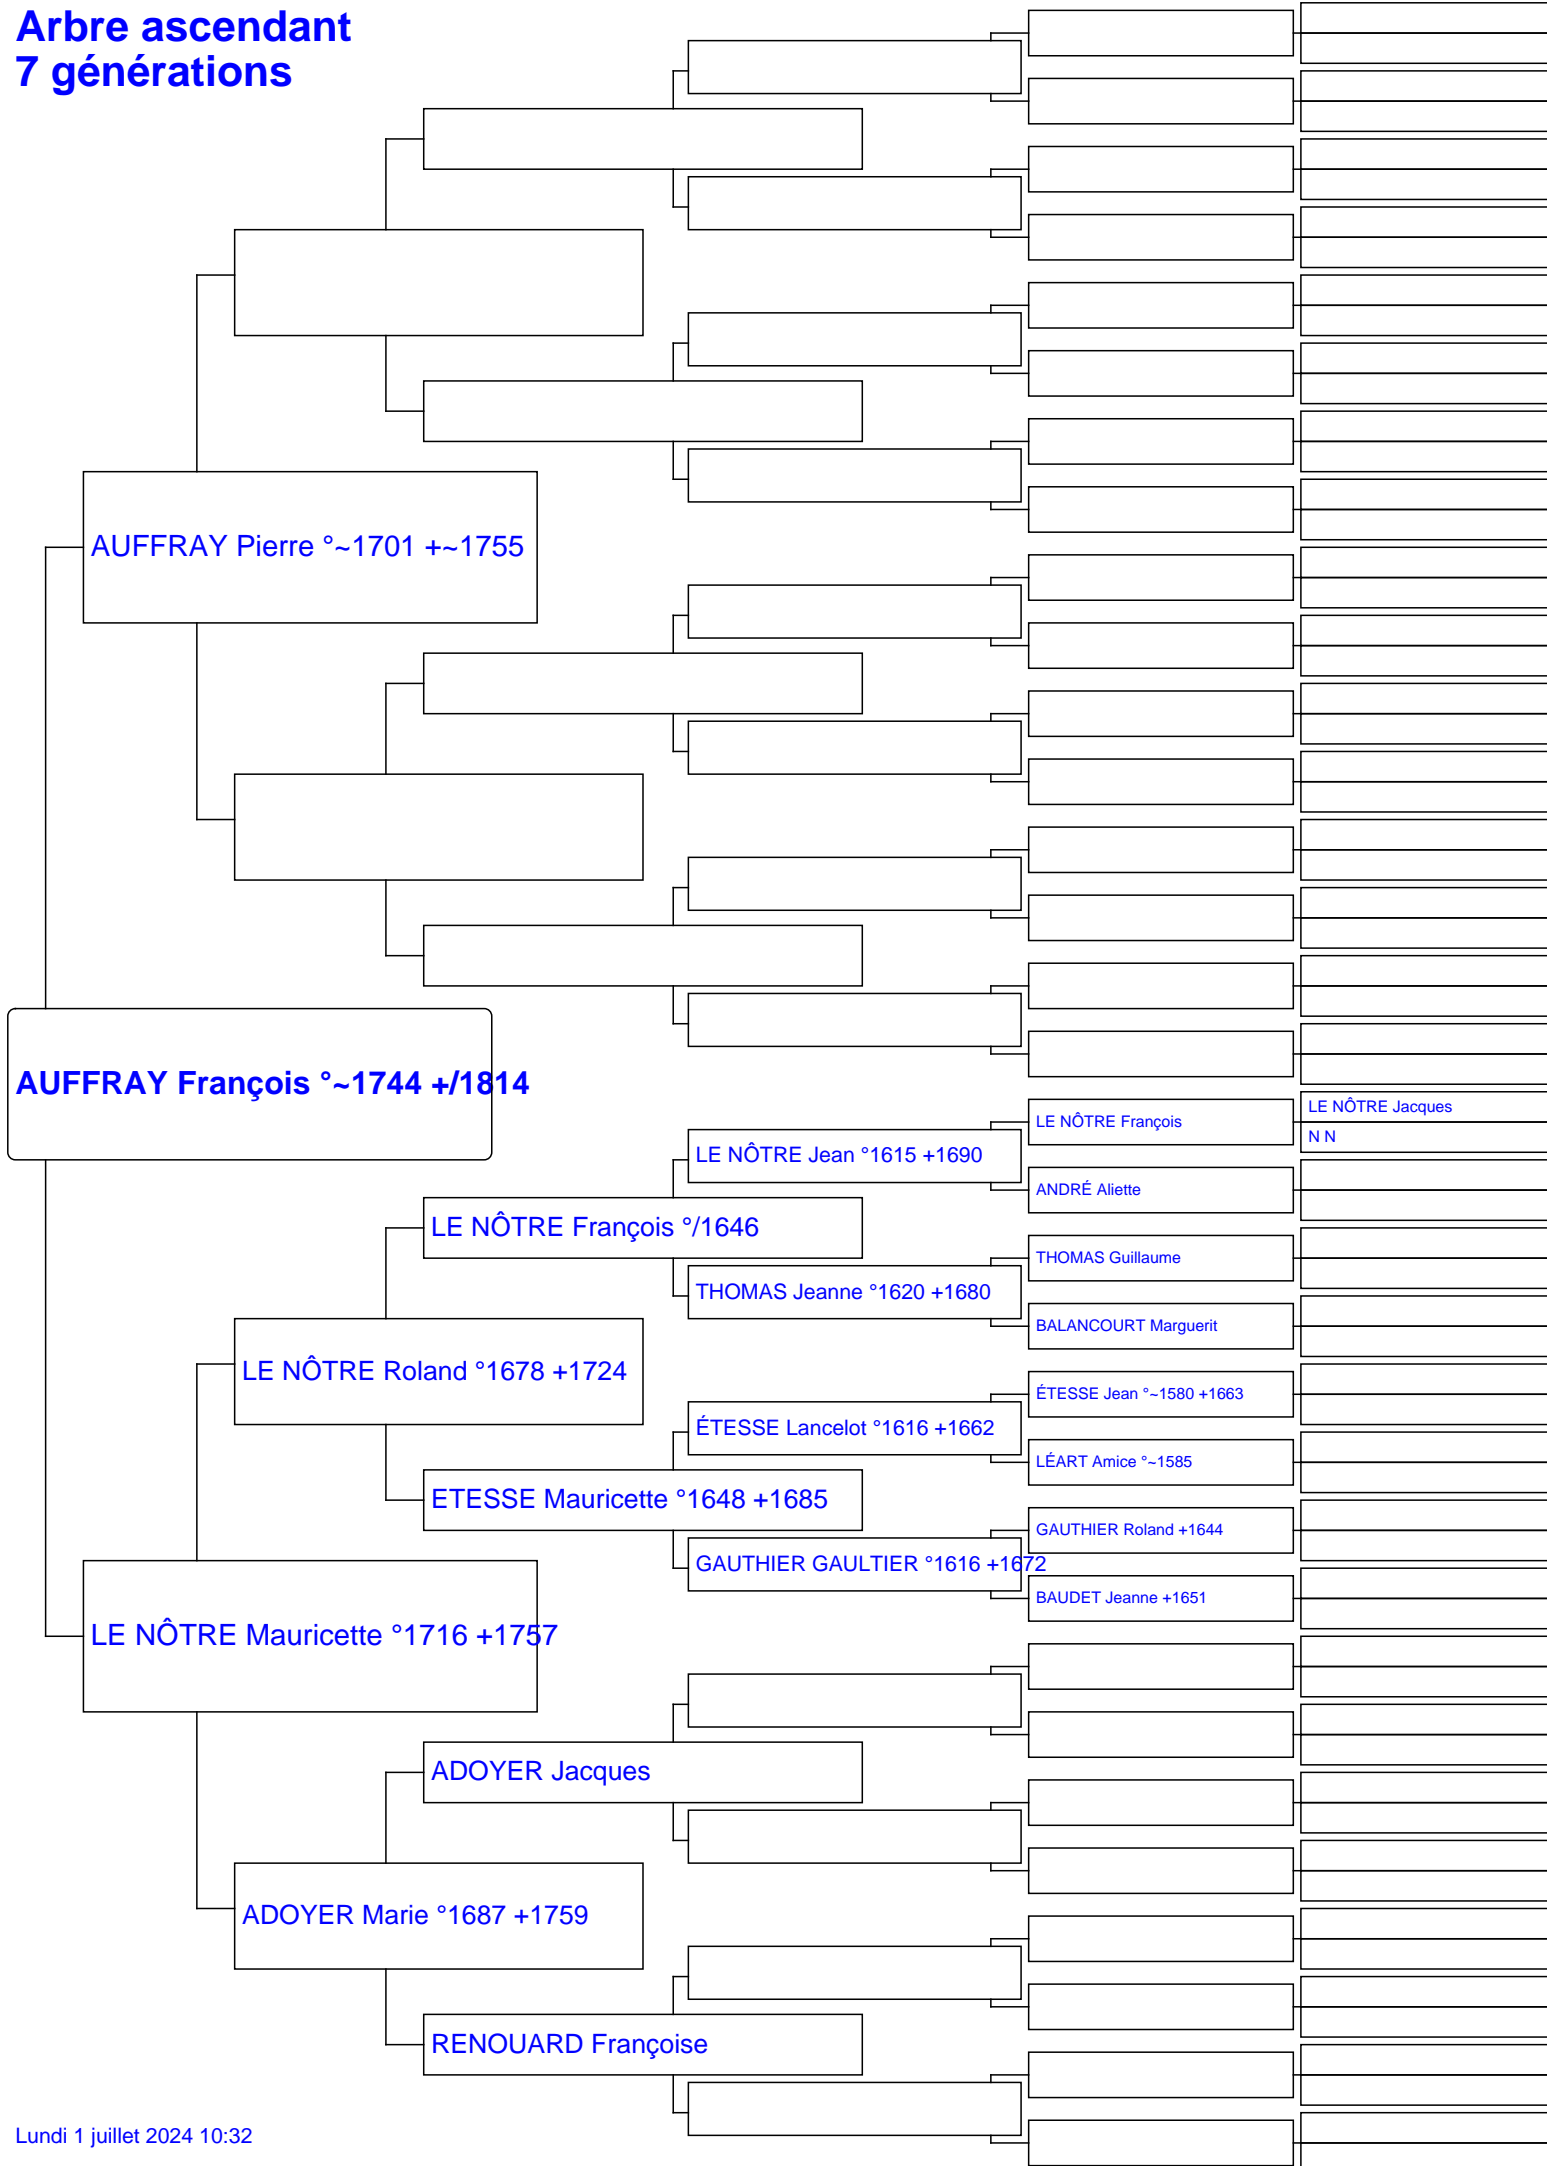 Arbre ascendant
7 générations
AUFFRAY Pierre °~1701 +~1755
AUFFRAY François °~1744 +/1814
LE NÔTRE François
LE NÔTRE Jacques
N N
LE NÔTRE Jean °1615 +1690
ANDRÉ Aliette
LE NÔTRE François °/1646
THOMAS Guillaume
THOMAS Jeanne °1620 +1680
BALANCOURT Marguerit
LE NÔTRE Roland °1678 +1724
ÉTESSE Jean °~1580 +1663
ÉTESSE Lancelot °1616 +1662
LÉART Amice °~1585
ETESSE Mauricette °1648 +1685
GAUTHIER Roland +1644
GAUTHIER GAULTIER °1616 +1672
BAUDET Jeanne +1651
LE NÔTRE Mauricette °1716 +1757
ADOYER Jacques
ADOYER Marie °1687 +1759
RENOUARD Françoise
Lundi 1 juillet 2024 10:32